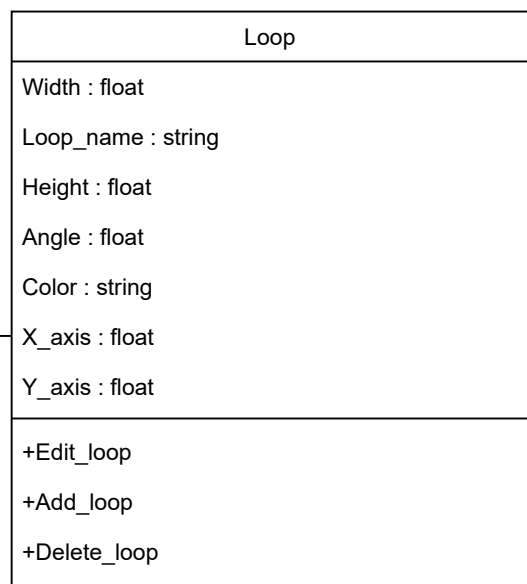 Loop
Width : float
Loop_name : string
Height : float
Angle : float
Color : string
X_axis : float
Y_axis : float
+Edit_loop
+Add_loop
+Delete_loop